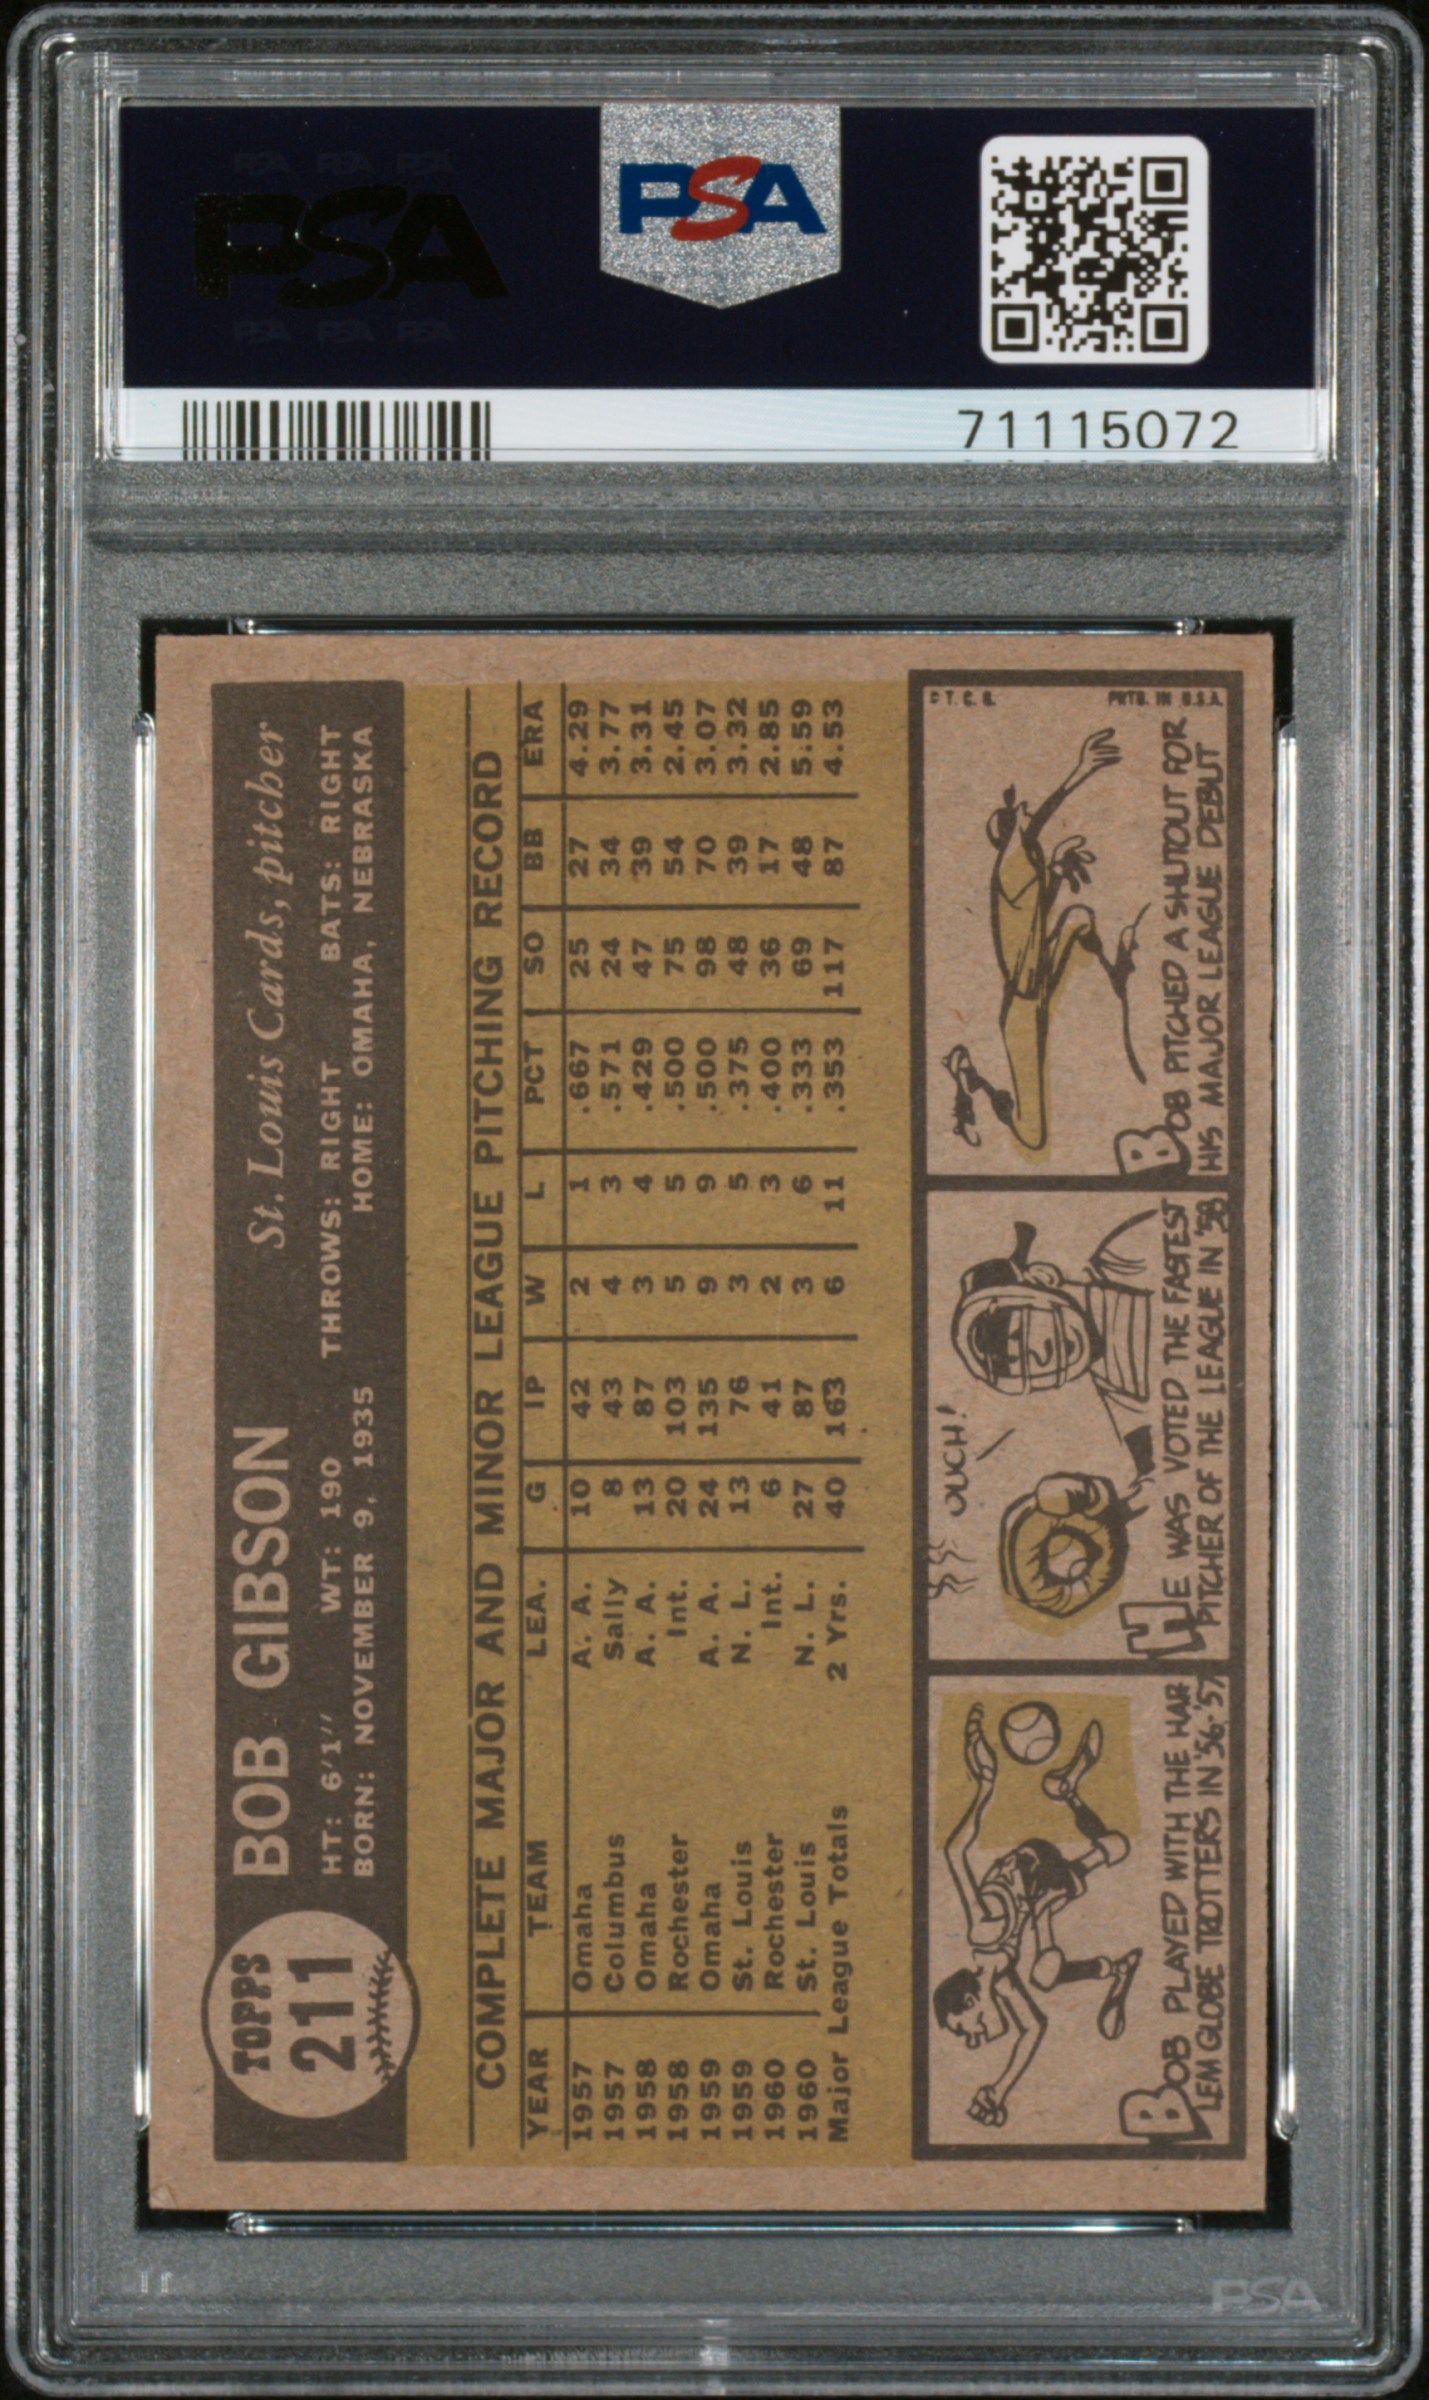 PSA PSA PSA
PSA
PSA PSA PSA
PSA
71115072
TOPPS
211
BOB GIBSON
St. Louis Cards, pitcher
HT: 6'1" WT: 190 THROWS: RIGHT BATS: RIGHT
BORN: NOVEMBER 9, 1935 HOME: OMAHA, NEBRASKA
COMPLETE MAJOR AND MINOR LEAGUE PITCHING RECORD
YEAR TEAM LEA. G IP W L PCT SO BB ERA
1957 Omaha A. A. 10 42 2 1 .667 25 27 4.29
1957 Columbus Sally 8 43 4 3 .571 24 34 3.77
1958 Omaha A. A. 13 87 3 4 .429 47 39 3.31
1958 Rochester Int. 20 103 5 5 .500 75 54 2.45
1959 Omaha A. A. 24 135 9 9 .500 98 70 3.07
1959 St. Louis N. L. 13 76 3 5 .375 48 39 3.32
1960 Rochester Int. 6 41 2 3 .400 36 17 2.85
1960 St. Louis N. L. 27 87 3 6 .333 69 48 5.59
Major League Totals 2 Yrs. 40 163 6 11 .353 117 87 4.53
BOB PLAYED WITH THE HAR
LEM GLOBE TROTTERS IN '56-'57
OUCH!
HE WAS VOTED THE FASTEST
PITCHER OF THE LEAGUE IN '58
© T. C. G.
PRTD. IN U.S.A.
BOB PITCHED A SHUTOUT FOR
HIS MAJOR LEAGUE DEBUT
PSA